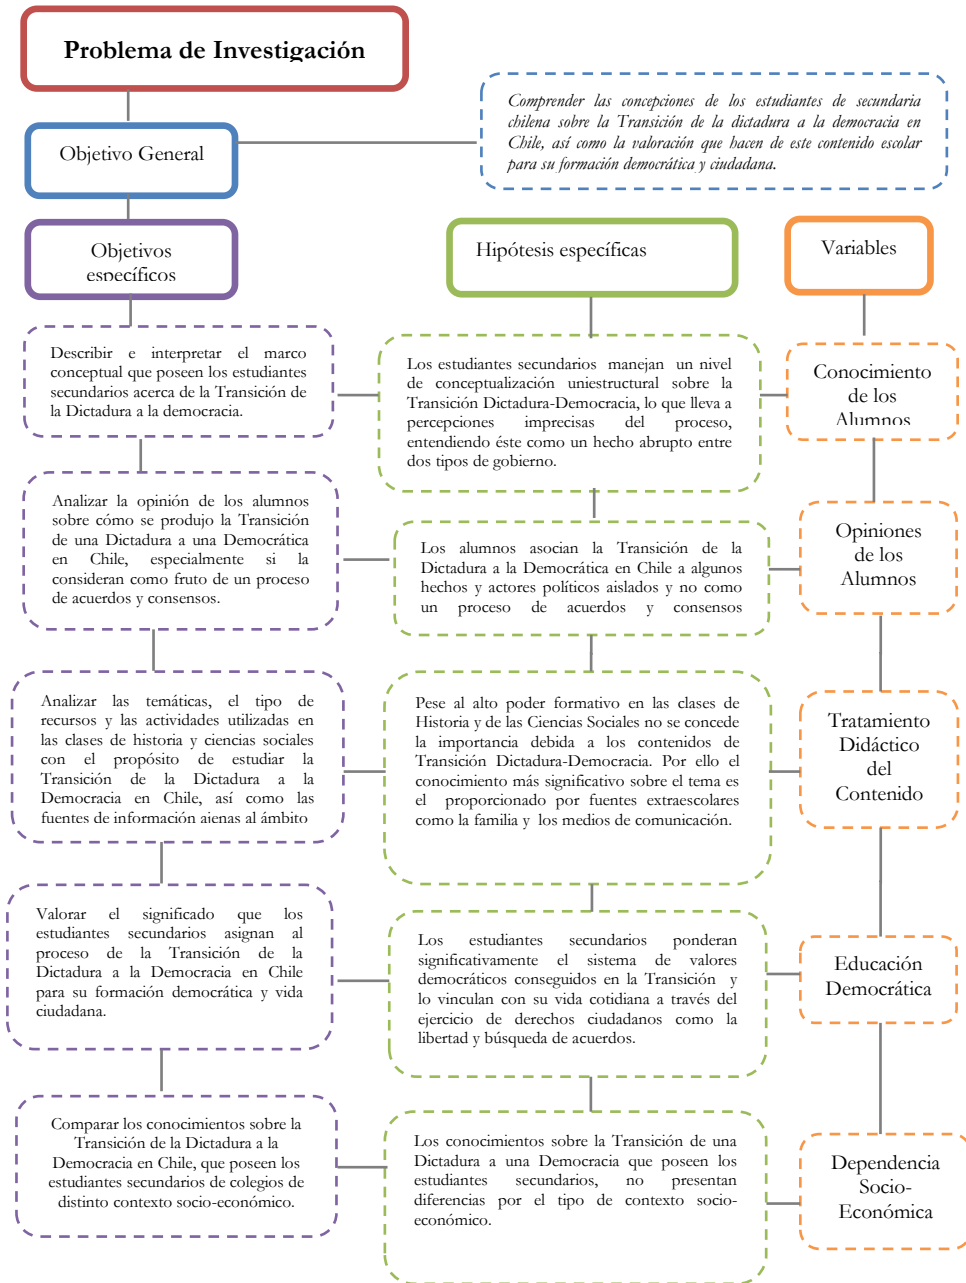 Problema de Investigación
Comprender las concepciones de los estudiantes de secundaria
chilena sobre la Transición de la dictadura a la democracia en
Chile, así como la valoración que hacen de este contenido escolar
para su formación democrática y ciudadana.
Objetivo General
Objetivos
específicos
Hipótesis específicas
Variables
Describir e interpretar el marco
conceptual que poseen los estudiantes
secundarios acerca de la Transición de
la Dictadura a la democracia.
Los estudiantes secundarios manejan un nivel
de conceptualización uniestructural sobre la
Transición Dictadura-Democracia, lo que lleva a
percepciones imprecisas del proceso,
entendiendo éste como un hecho abrupto entre
dos tipos de gobierno.
Conocimiento
de los
Alumnos
Analizar la opinión de los alumnos
sobre cómo se produjo la Transición
de una Dictadura a una Democrática
en Chile, especialmente si la
consideran como fruto de un proceso
de acuerdos y consensos.
Los alumnos asocian la Transición de la
Dictadura a la Democrática en Chile a algunos
hechos y actores políticos aislados y no como
un proceso de acuerdos y consensos
Opiniones
de los
Alumnos
Analizar las temáticas, el tipo de
recursos y las actividades utilizadas en
las clases de historia y ciencias sociales
con el propósito de estudiar la
Transición de la Dictadura a la
Democracia en Chile, así como las
fuentes de información ajenas al ámbito
Pese al alto poder formativo en las clases de
Historia y de las Ciencias Sociales no se concede
la importancia debida a los contenidos de
Transición Dictadura-Democracia. Por ello el
conocimiento más significativo sobre el tema es
el proporcionado por fuentes extraescolares
como la familia y los medios de comunicación.
Tratamiento
Didáctico
del
Contenido
Valorar el significado que los
estudiantes secundarios asignan al
proceso de la Transición de la
Dictadura a la Democracia en Chile
para su formación democrática y vida
ciudadana.
Los estudiantes secundarios ponderan
significativamente el sistema de valores
democráticos conseguidos en la Transición y
lo vinculan con su vida cotidiana a través del
ejercicio de derechos ciudadanos como la
libertad y búsqueda de acuerdos.
Educación
Democrática
Comparar los conocimientos sobre la
Transición de la Dictadura a la
Democracia en Chile, que poseen los
estudiantes secundarios de colegios de
distinto contexto socio-económico.
Los conocimientos sobre la Transición de una
Dictadura a una Democracia que poseen los
estudiantes secundarios, no presentan
diferencias por el tipo de contexto socio-
económico.
Dependencia
Socio-
Económica